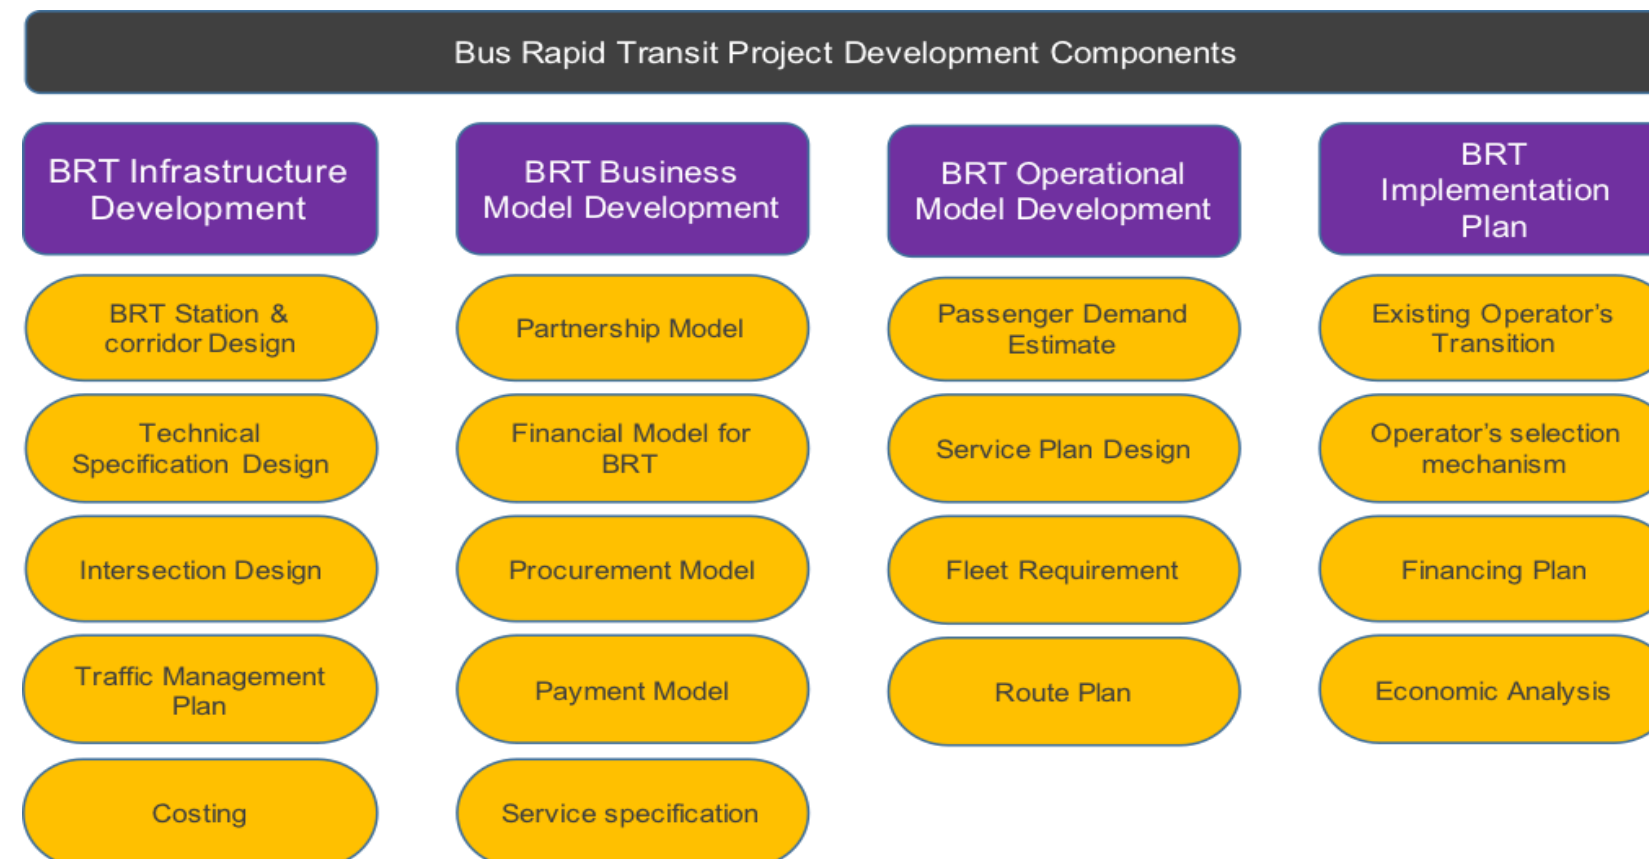 Bus Rapid Transit Project Development Components
BRT Infrastructure
Development
BRT Station &
corridor Design
Technical
Specification Design
Intersection Design
Traffic Management
Plan
Costing
BRT Business
Model Development
Partnership Model
Financial Model for
BRT
Procurement Model
Payment Model
Service specification
BRT Operational
Model Development
Passenger Demand
Estimate
Service Plan Design
Fleet Requirement
Route Plan
BRT
Implementation
Plan
Existing Operator's
Transition
Operator's selection
mechanism
Financing Plan
Economic Analysis